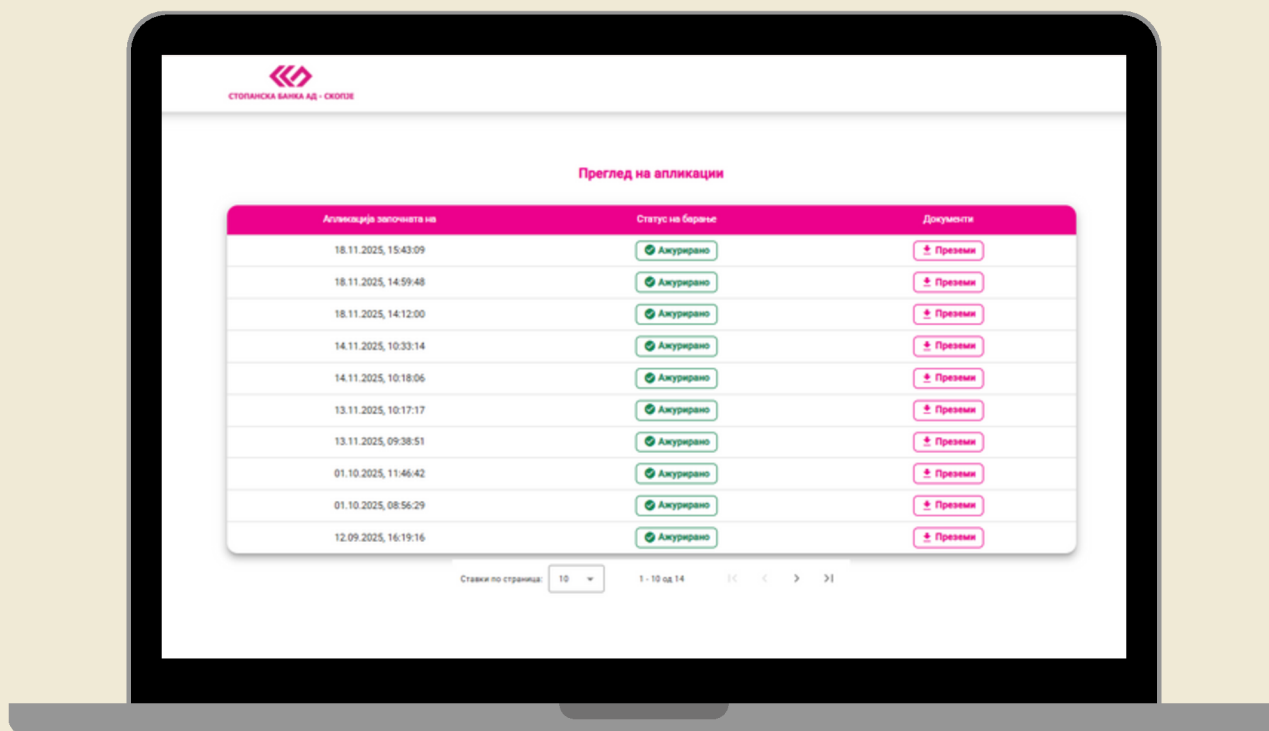 СТОПАНСКА БАНКА АД - СКОПЈЕ
Преглед на апликации
Апликација започната на Статус на барање Документи
18.11.2025, 15:43:09 Ажурирано Преземи
18.11.2025, 14:59:48 Ажурирано Преземи
18.11.2025, 14:12:00 Ажурирано Преземи
14.11.2025, 10:33:14 Ажурирано Преземи
14.11.2025, 10:18:06 Ажурирано Преземи
13.11.2025, 10:17:17 Ажурирано Преземи
13.11.2025, 09:38:51 Ажурирано Преземи
01.10.2025, 11:46:42 Ажурирано Преземи
01.10.2025, 08:56:29 Ажурирано Преземи
12.09.2025, 16:19:16 Ажурирано Преземи
Ставки по страница: 10 1 - 10 од 14